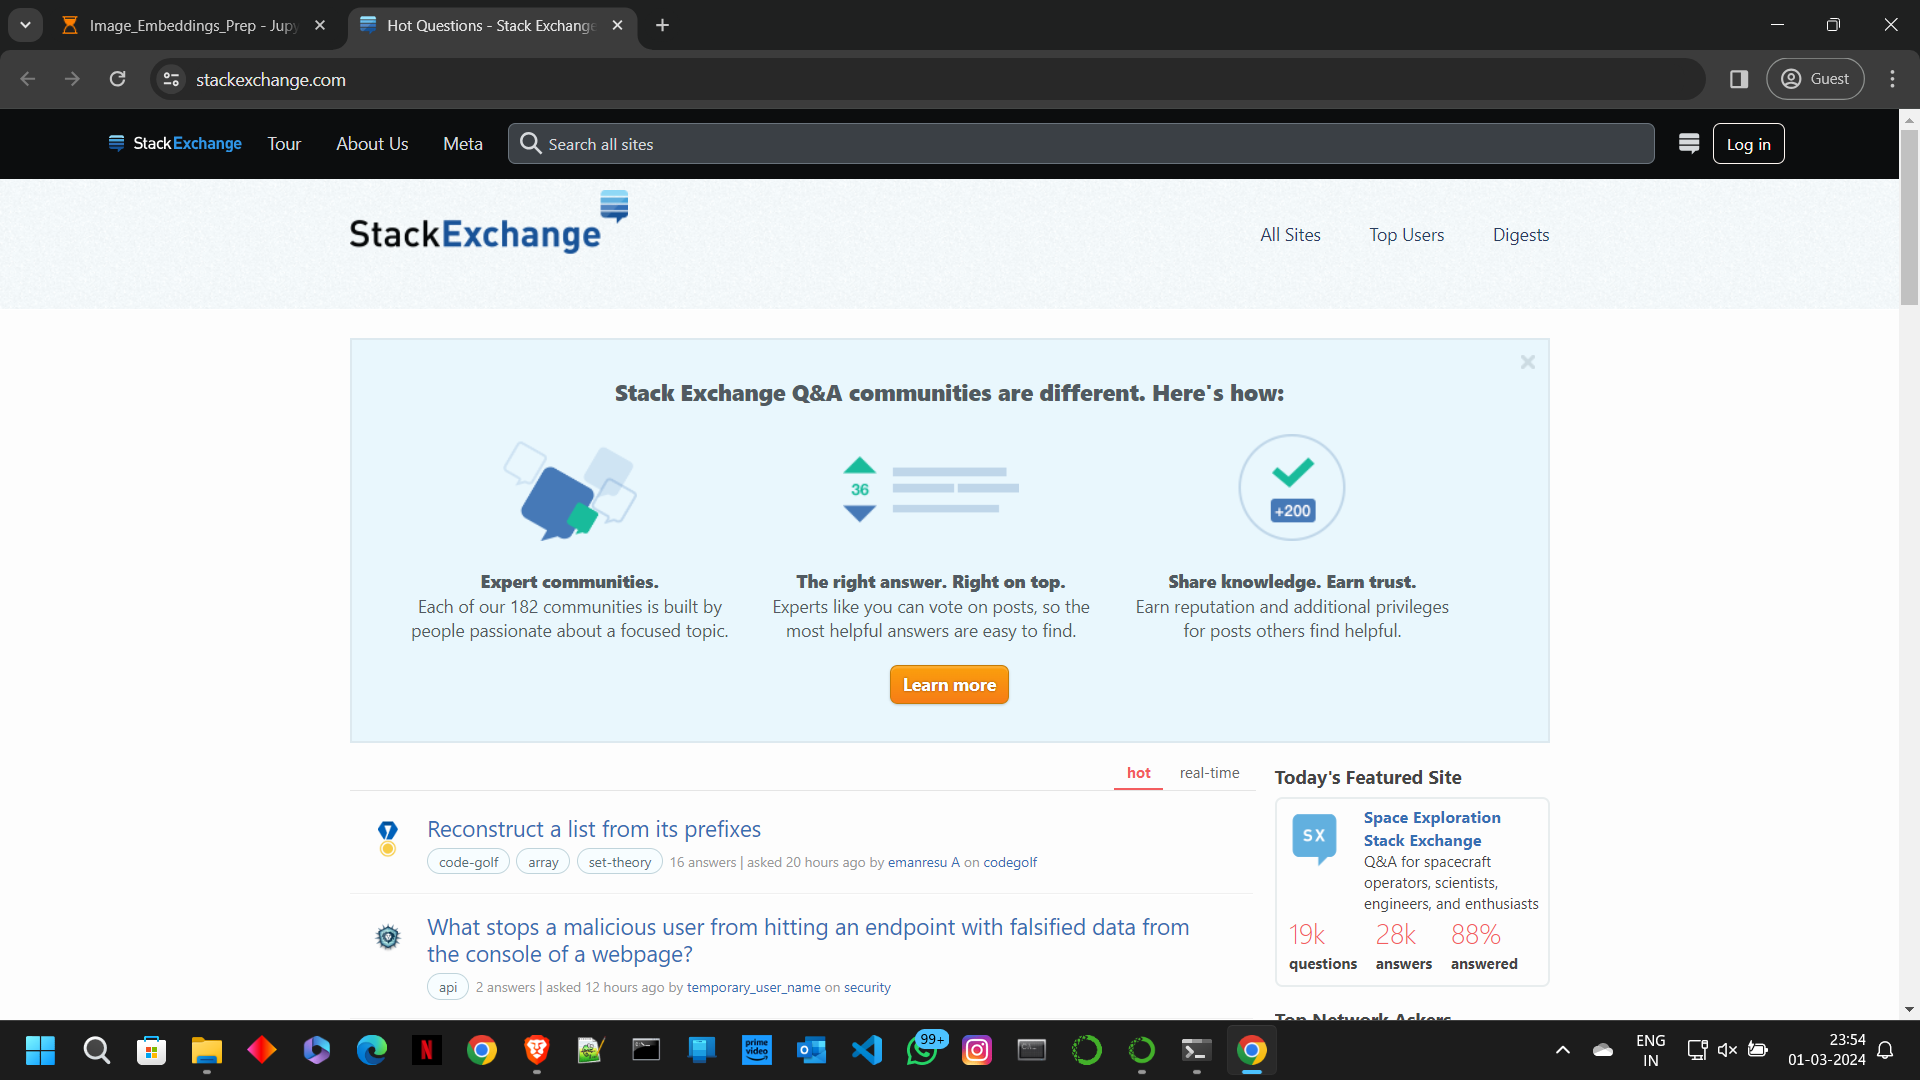 Image_Embeddings_Prep - Jupy
Hot Questions - Stack Exchange
stackexchange.com
Guest
StackExchange
Tour
About Us
Meta
Search all sites
Log in
StackExchange
All Sites
Top Users
Digests
Stack Exchange Q&A communities are different. Here's how:
36
+200
Expert communities.
Each of our 182 communities is built by
people passionate about a focused topic.
The right answer. Right on top.
Experts like you can vote on posts, so the
most helpful answers are easy to find.
Share knowledge. Earn trust.
Earn reputation and additional privileges
for posts others find helpful.
Learn more
hot
real-time
Reconstruct a list from its prefixes
code-golf array set-theory 16 answers | asked 20 hours ago by emanresu A on codegolf
What stops a malicious user from hitting an endpoint with falsified data from
the console of a webpage?
api 2 answers | asked 12 hours ago by temporary_user_name on security
Today's Featured Site
SX
Space Exploration
Stack Exchange
Q&A for spacecraft
operators, scientists,
engineers, and enthusiasts
19k 28k 88%
questions answers answered
Top Network Askers
N
prime
video
99+
ENG
IN
23:54
01-03-2024